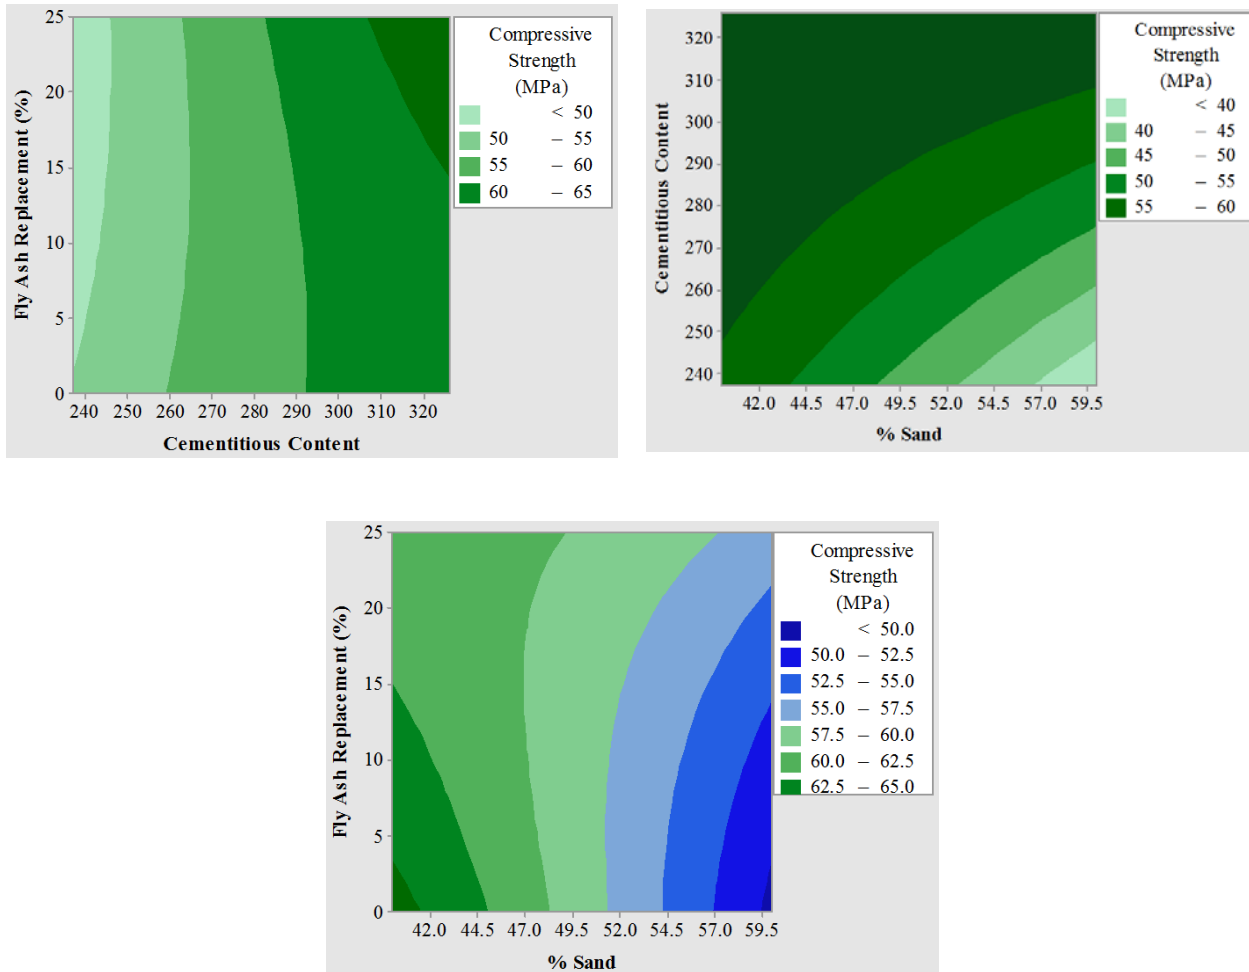 Compressive
Strength
(MPa)
< 50
50 – 55
55 – 60
60 – 65
25
20
15
10
5
0
Fly Ash Replacement (%)
240 250 260 270 280 290 300 310 320
Cementitious Content
Compressive
Strength
(MPa)
< 40
40 – 45
45 – 50
50 – 55
55 – 60
320
310
300
290
280
270
260
250
240
Cementitious Content
42.0 44.5 47.0 49.5 52.0 54.5 57.0 59.5
% Sand
Compressive
Strength
(MPa)
< 50.0
50.0 – 52.5
52.5 – 55.0
55.0 – 57.5
57.5 – 60.0
60.0 – 62.5
62.5 – 65.0
25
20
15
10
5
0
Fly Ash Replacement (%)
42.0 44.5 47.0 49.5 52.0 54.5 57.0 59.5
% Sand